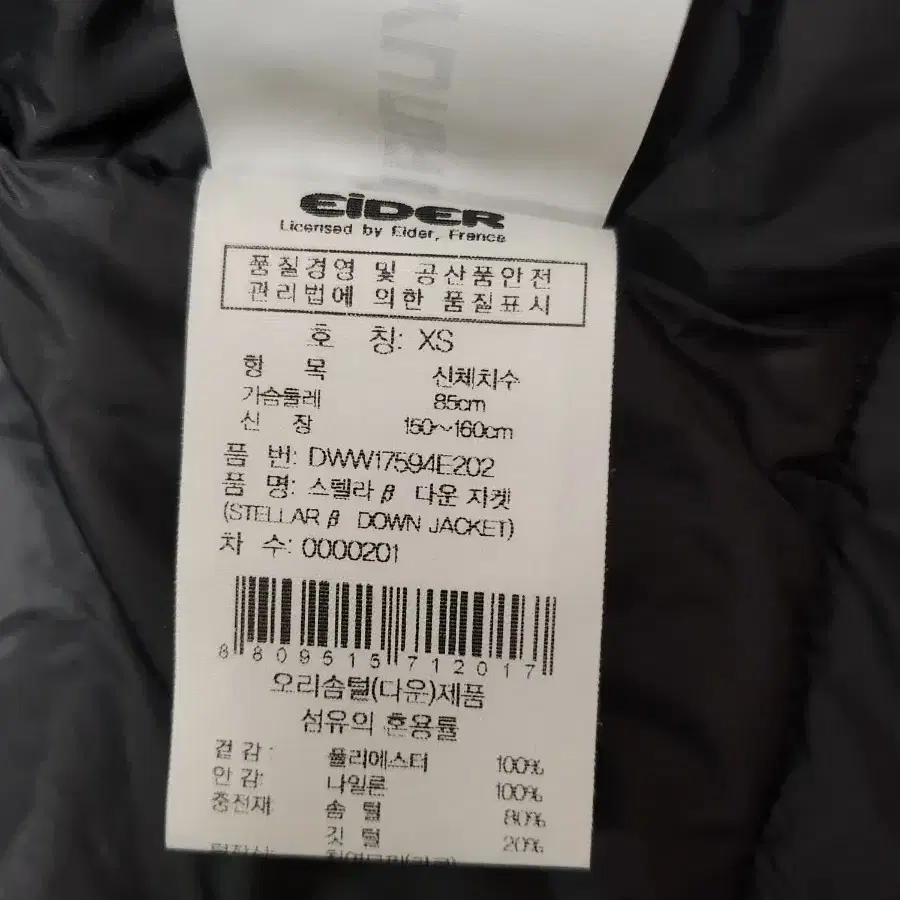 EiDER
Licensed by Eider, France
품질경영 및 공산품안전
관리법에 의한 품질표시
호 칭: XS
항 목 신체치수
가슴둘레 85cm
신 장 150~160cm
품 번: DWW17594E202
품 명: 스텔라 β 다운 자켓
(STELLAR β DOWN JACKET)
차 수: 0000201
8 809515 712017
오리솜털(다운)제품
섬유의 혼용률
겉감: 폴리에스터 100%
안감: 나일론 100%
충전재: 솜 털 80%
깃 털 20%